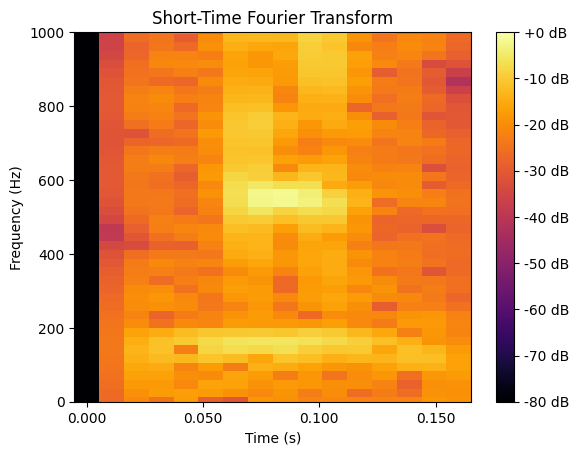 Short-Time Fourier Transform
1000
800
600
400
200
0
Frequency (Hz)
0.000
0.050
0.100
0.150
Time (s)
+0 dB
-10 dB
-20 dB
-30 dB
-40 dB
-50 dB
-60 dB
-70 dB
-80 dB